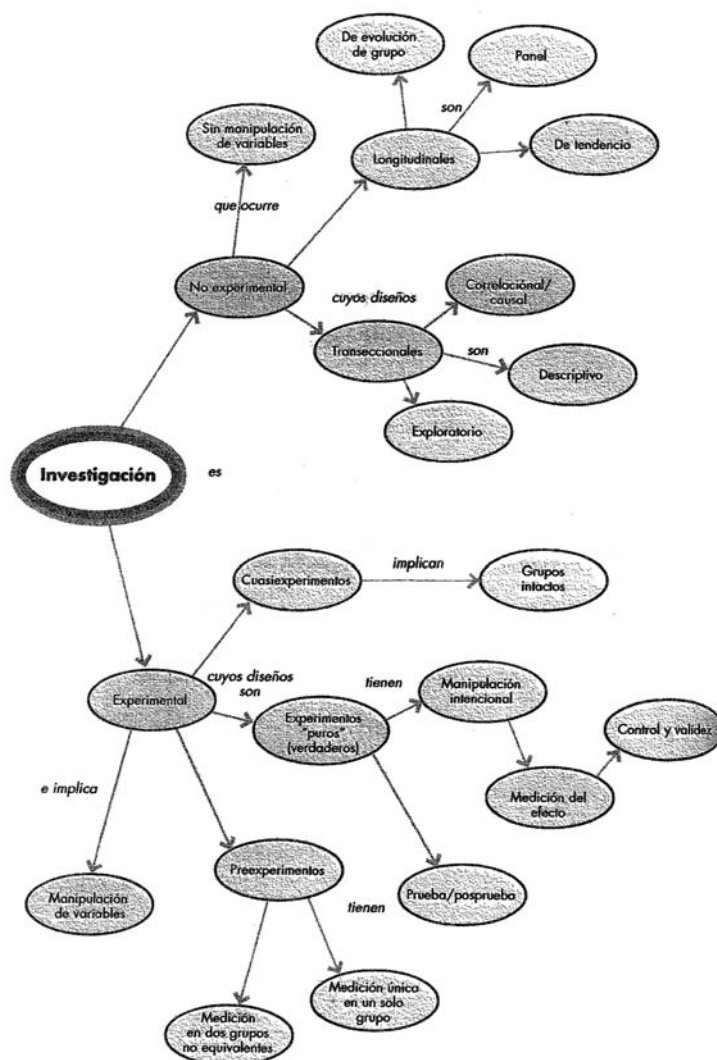 De evolución
de grupo
Panel
son
Sin manipulación
de variables
Longitudinales
De tendencia
que ocurre
No experimental
cuyos diseños
Correlaciónal/
causal
Transeccionales
son
Descriptivo
Exploratorio
Investigación
es
Cuasiexperimentos
implican
Grupos
intactos
cuyos diseños
son
Experimental
tienen
Manipulación
intencional
Experimentos
"puros"
(verdaderos)
Control y validez
Medición del
efecto
e implica
Preexperimentos
Manipulación
de variables
tienen
Prueba/posprueba
Medición única
en un solo
grupo
Medición
en dos grupos
no equivalentes